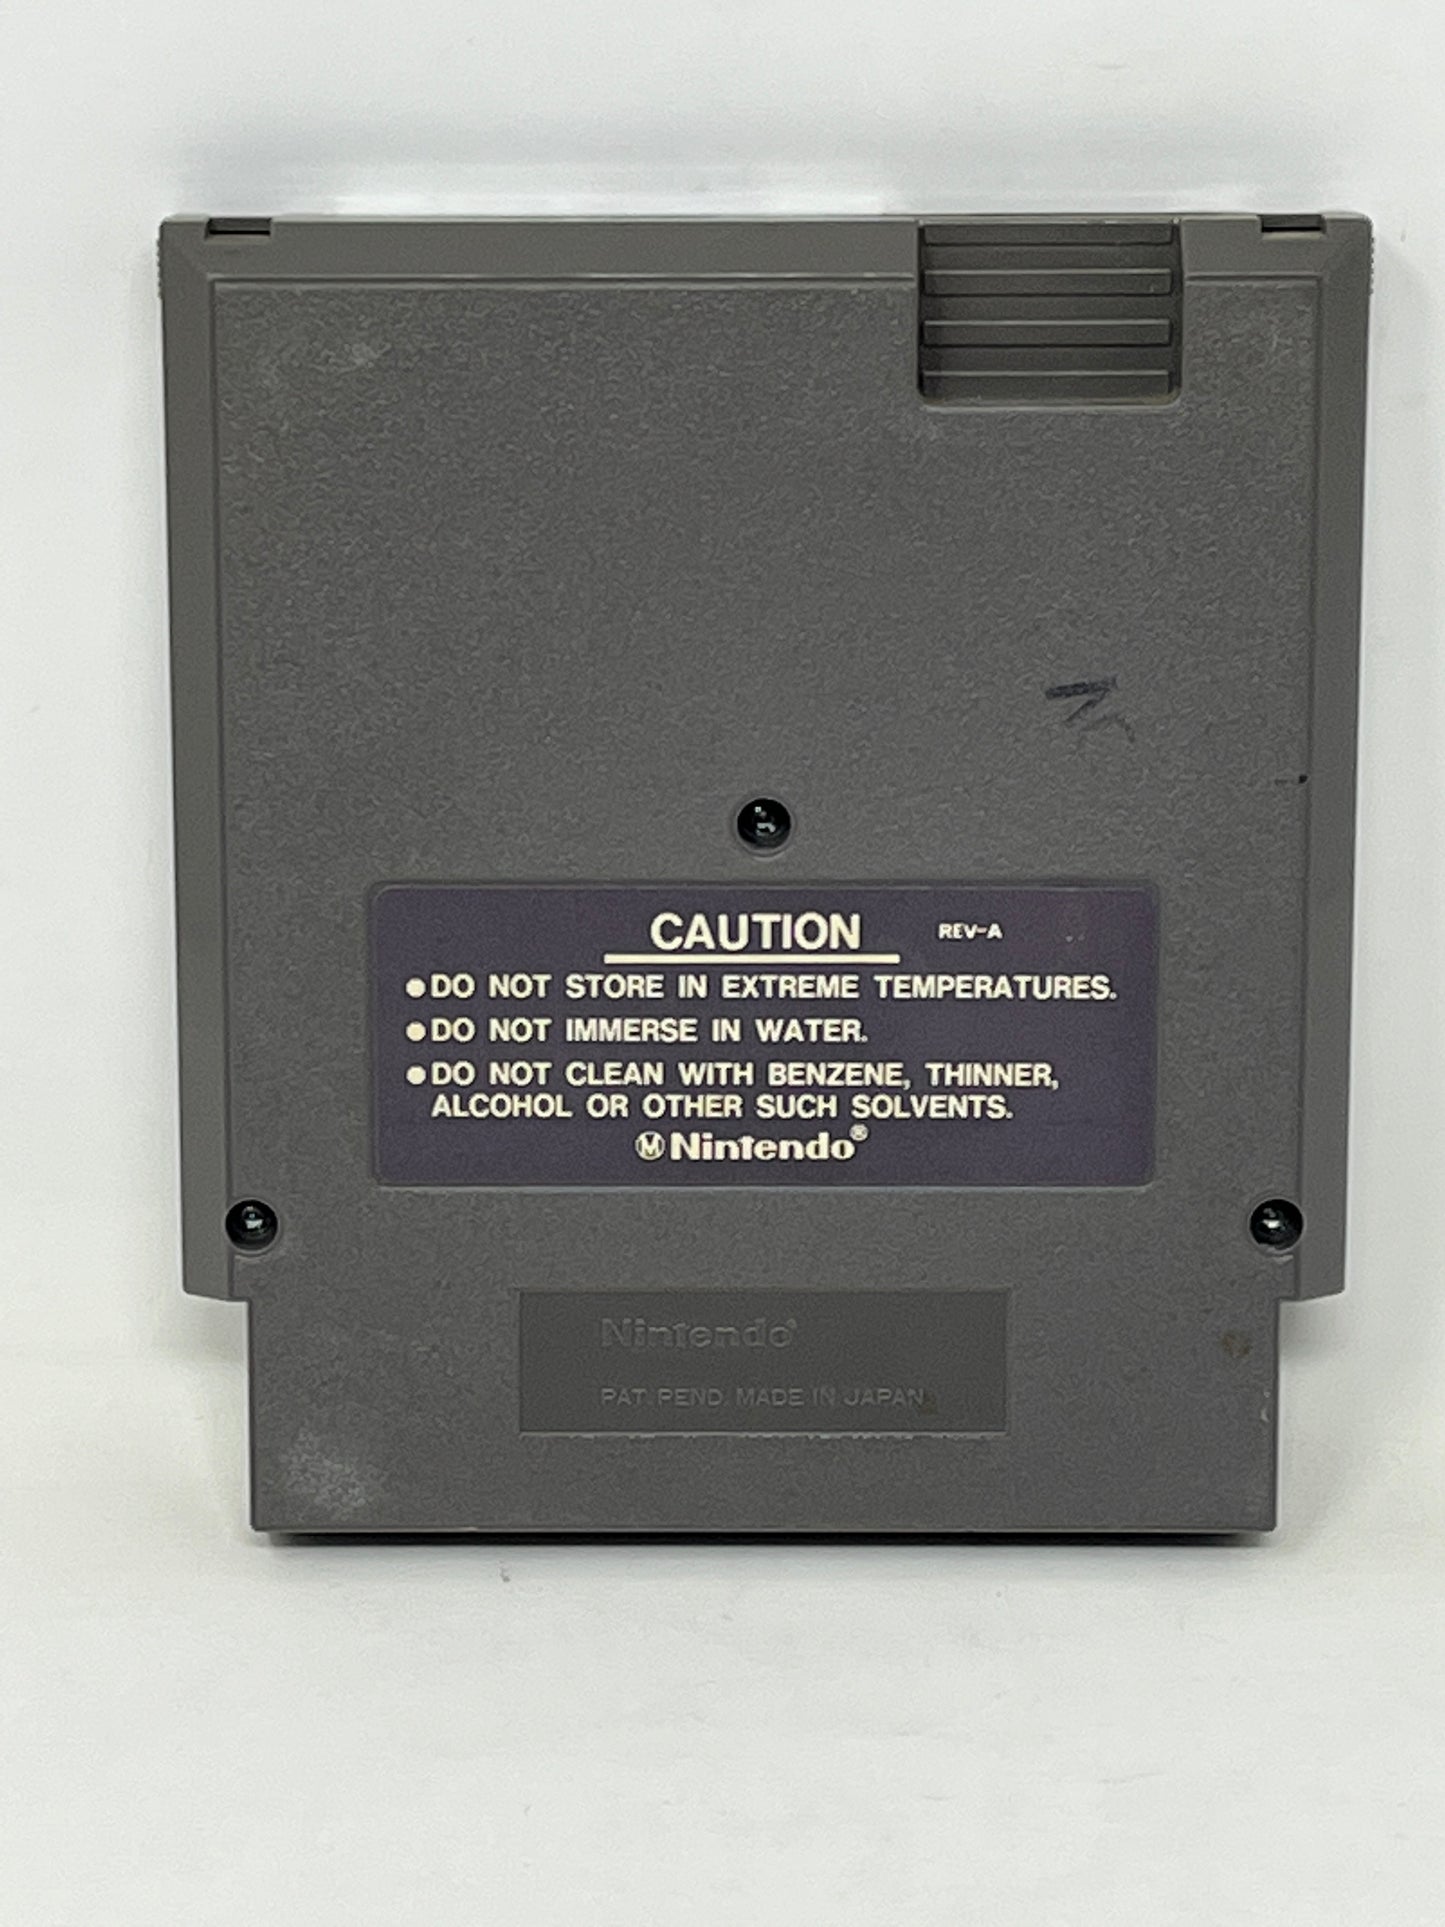 CAUTION REV-A
●DO NOT STORE IN EXTREME TEMPERATURES.
●DO NOT IMMERSE IN WATER.
●DO NOT CLEAN WITH BENZENE, THINNER,
ALCOHOL OR OTHER SUCH SOLVENTS.
Ⓜ Nintendo®
Nintendo®
PAT. PEND. MADE IN JAPAN